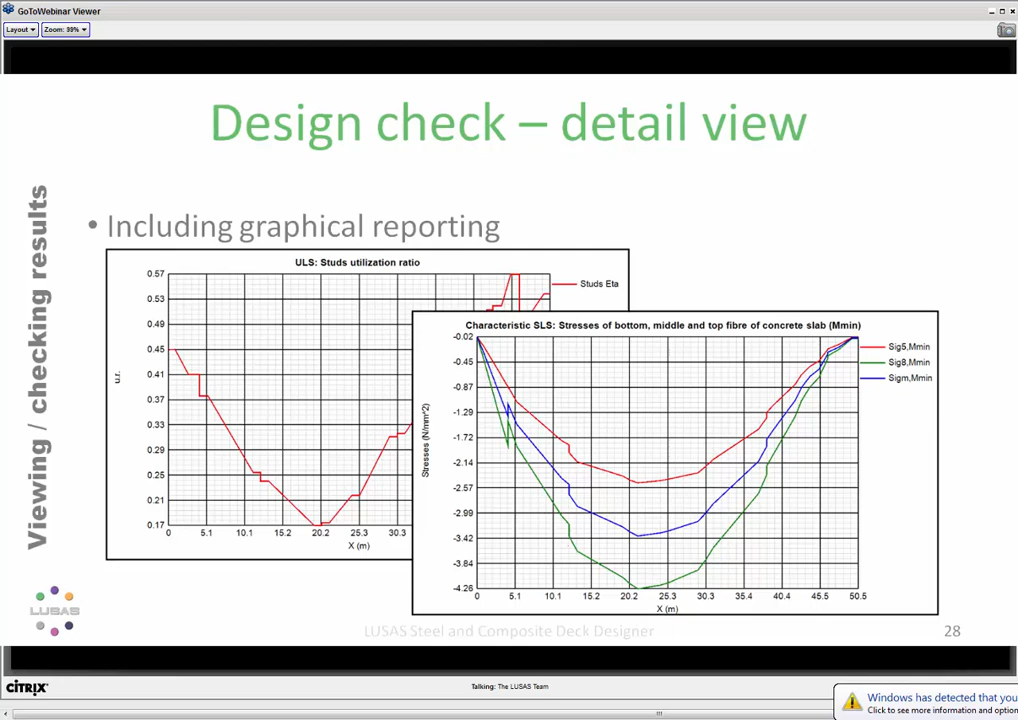 GoToWebinar Viewer
Layout
Zoom: 99%
Design check – detail view
Viewing / checking results
• Including graphical reporting
ULS: Studs utilization ratio
0.57
0.53
0.49
0.45
0.41
0.37
0.33
0.29
0.25
0.21
0.17
u.r.
0 5.1 10.1 15.2 20.2 25.3 30.3
X (m)
Studs Eta
Characteristic SLS: Stresses of bottom, middle and top fibre of concrete slab (Mmin)
-0.02
-0.45
-0.87
-1.29
-1.72
-2.14
-2.57
-2.99
-3.42
-3.84
-4.26
Stresses (N/mm^2)
0 5.1 10.1 15.2 20.2 25.3 30.3 35.4 40.4 45.5 50.5
X (m)
Sig5,Mmin
Sig8,Mmin
Sigm,Mmin
LUSAS
LUSAS Steel and Composite Deck Designer
28
CİTRIX
Talking: The LUSAS Team
Windows has detected that you
Click to see more information and option